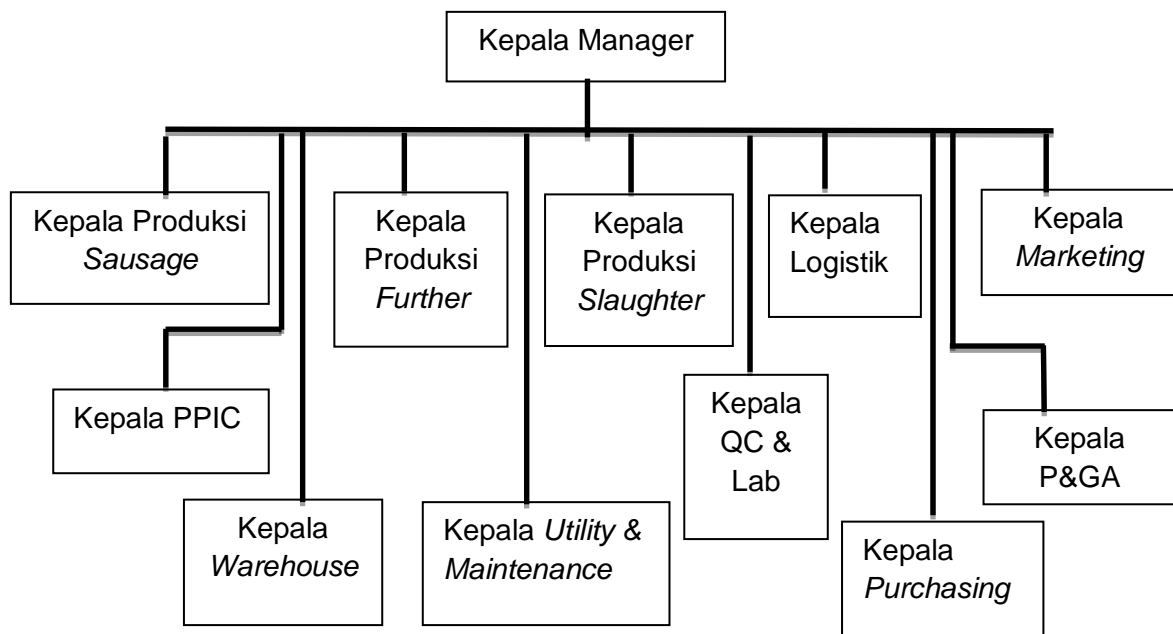 Kepala Manager
Kepala Produksi
Sausage
Kepala
Produksi
Further
Kepala
Produksi
Slaughter
Kepala
Logistik
Kepala
Marketing
Kepala PPIC
Kepala
QC &
Lab
Kepala
P&GA
Kepala
Warehouse
Kepala Utility &
Maintenance
Kepala
Purchasing